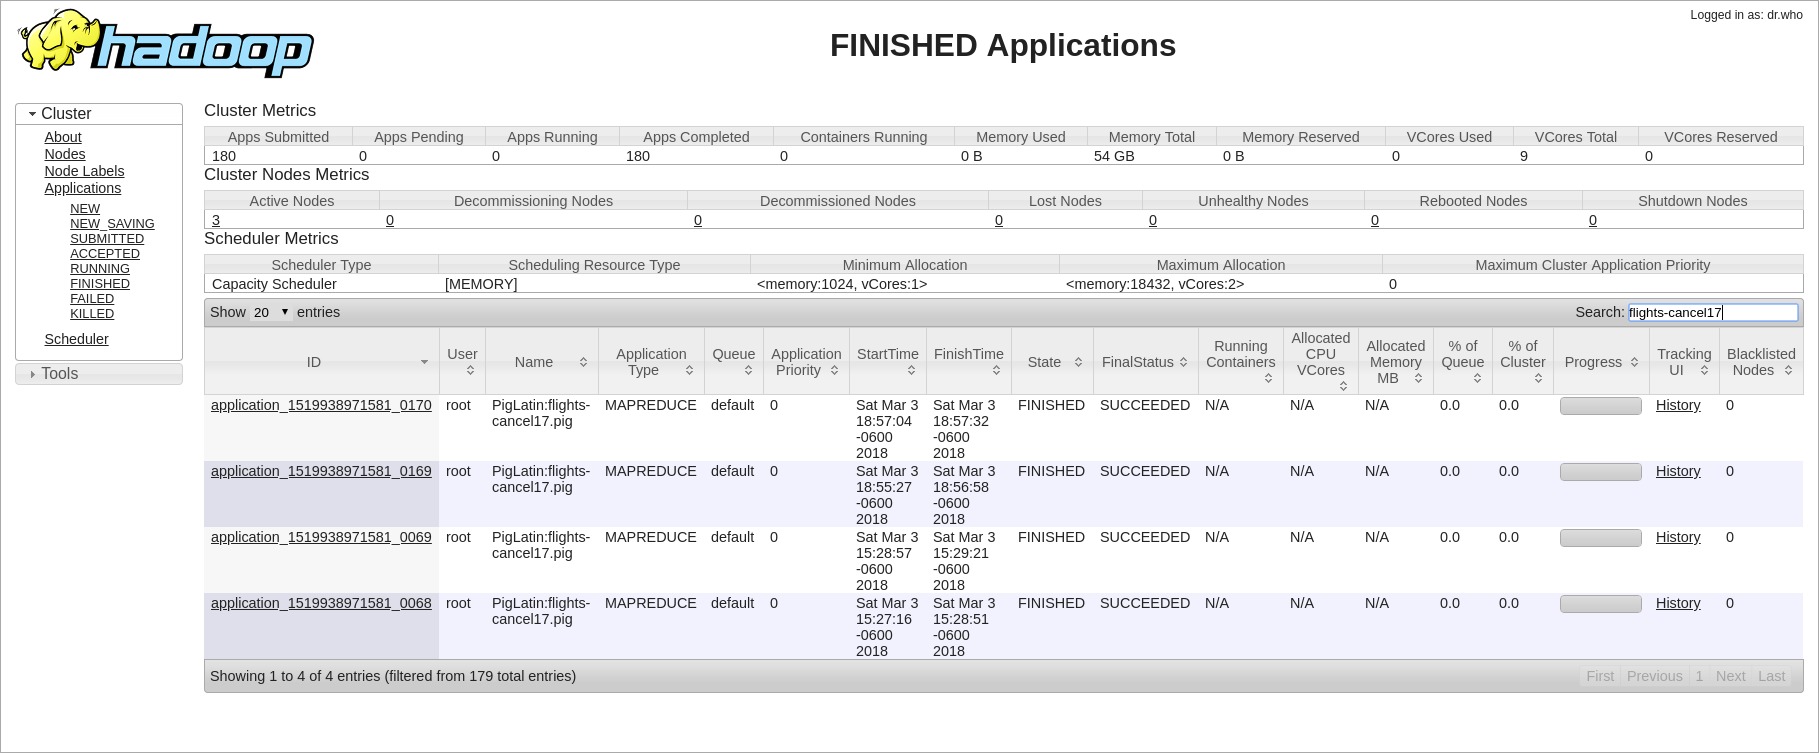 Logged in as: dr.who
hadoop
FINISHED Applications
Cluster
About
Nodes
Node Labels
Applications
NEW
NEW_SAVING
SUBMITTED
ACCEPTED
RUNNING
FINISHED
FAILED
KILLED
Scheduler
Tools
Cluster Metrics
Apps Submitted Apps Pending Apps Running Apps Completed Containers Running Memory Used Memory Total Memory Reserved VCores Used VCores Total VCores Reserved
180 0 0 180 0 0 B 54 GB 0 B 0 9 0
Cluster Nodes Metrics
Active Nodes Decommissioning Nodes Decommissioned Nodes Lost Nodes Unhealthy Nodes Rebooted Nodes Shutdown Nodes
3 0 0 0 0 0 0
Scheduler Metrics
Scheduler Type Scheduling Resource Type Minimum Allocation Maximum Allocation Maximum Cluster Application Priority
Capacity Scheduler [MEMORY] <memory:1024, vCores:1> <memory:18432, vCores:2> 0
Show 20 entries Search: flights-cancel17
ID User Name Application Type Queue Application Priority StartTime FinishTime State FinalStatus Running Containers Allocated CPU VCores Allocated Memory MB % of Queue % of Cluster Progress Tracking UI Blacklisted Nodes
application_1519938971581_0170 root PigLatin:flights- MAPREDUCE default 0 Sat Mar 3 Sat Mar 3 FINISHED SUCCEEDED N/A N/A N/A 0.0 0.0 History 0
cancel17.pig 18:57:04 18:57:32
-0600 -0600
2018 2018
application_1519938971581_0169 root PigLatin:flights- MAPREDUCE default 0 Sat Mar 3 Sat Mar 3 FINISHED SUCCEEDED N/A N/A N/A 0.0 0.0 History 0
cancel17.pig 18:55:27 18:56:58
-0600 -0600
2018 2018
application_1519938971581_0069 root PigLatin:flights- MAPREDUCE default 0 Sat Mar 3 Sat Mar 3 FINISHED SUCCEEDED N/A N/A N/A 0.0 0.0 History 0
cancel17.pig 15:28:57 15:29:21
-0600 -0600
2018 2018
application_1519938971581_0068 root PigLatin:flights- MAPREDUCE default 0 Sat Mar 3 Sat Mar 3 FINISHED SUCCEEDED N/A N/A N/A 0.0 0.0 History 0
cancel17.pig 15:27:16 15:28:51
-0600 -0600
2018 2018
Showing 1 to 4 of 4 entries (filtered from 179 total entries) First Previous 1 Next Last